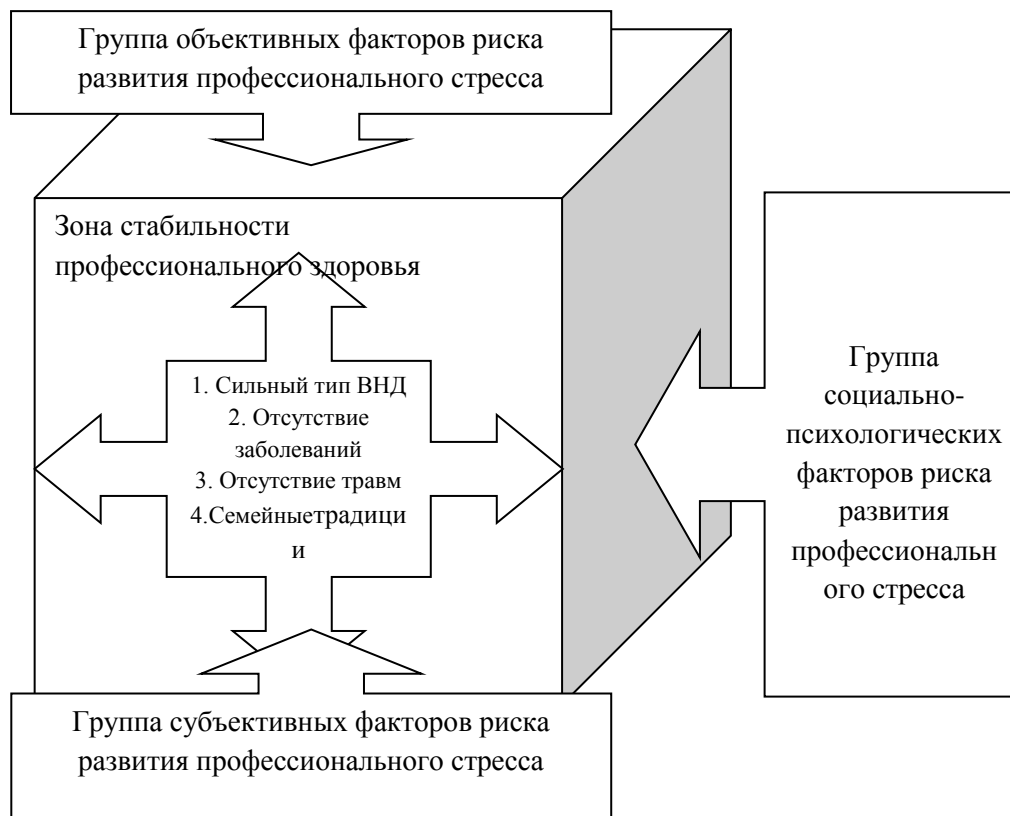 Группа объективных факторов риска
развития профессионального стресса
Зона стабильности
профессионального здоровья
1. Сильный тип ВНД
2. Отсутствие
заболеваний
3. Отсутствие травм
4.Семейныетрадици
и
Группа
социально-
психологических
факторов риска
развития
профессиональн
ого стресса
Группа субъективных факторов риска
развития профессионального стресса